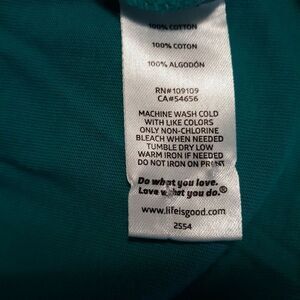 100% COTTON
100% COTON
100% ALGODÓN
RN#109109
CA#54656
MACHINE WASH COLD
WITH LIKE COLORS
ONLY NON-CHLORINE
BLEACH WHEN NEEDED
TUMBLE DRY LOW
WARM IRON IF NEEDED
DO NOT IRON ON PRINT
Do what you love.
Love what you do.®
www.lifeisgood.com
2554